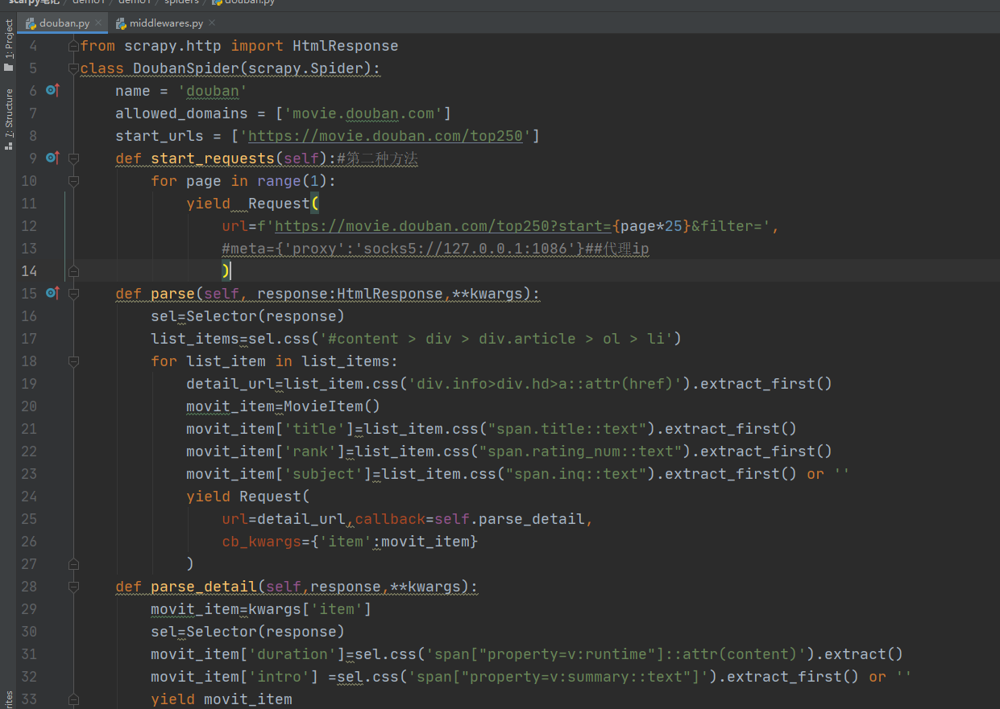 scarpy笔记 / demo1 / demo1 / spiders / douban.py
douban.py × middlewares.py ×
1: Project
7: Structure
4 from scrapy.http import HtmlResponse
5 class DoubanSpider(scrapy.Spider):
6     name = 'douban'
7     allowed_domains = ['movie.douban.com']
8     start_urls = ['https://movie.douban.com/top250']
9     def start_requests(self):#第二种方法
10         for page in range(1):
11             yield  Request(
12                 url=f'https://movie.douban.com/top250?start={page*25}&filter=',
13                 #meta={'proxy':'socks5://127.0.0.1:1086'}##代理ip
14                 )
15     def parse(self, response:HtmlResponse,**kwargs):
16         sel=Selector(response)
17         list_items=sel.css('#content > div > div.article > ol > li')
18         for list_item in list_items:
19             detail_url=list_item.css('div.info>div.hd>a::attr(href)').extract_first()
20             movit_item=MovieItem()
21             movit_item['title']=list_item.css("span.title::text").extract_first()
22             movit_item['rank']=list_item.css("span.rating_num::text").extract_first()
23             movit_item['subject']=list_item.css("span.inq::text").extract_first() or ''
24             yield Request(
25                 url=detail_url,callback=self.parse_detail,
26                 cb_kwargs={'item':movit_item}
27             )
28     def parse_detail(self,response,**kwargs):
29         movit_item=kwargs['item']
30         sel=Selector(response)
31         movit_item['duration']=sel.css('span["property=v:runtime"]::attr(content)').extract()
32         movit_item['intro'] =sel.css('span["property=v:summary::text"]').extract_first() or ''
33         yield movit_item